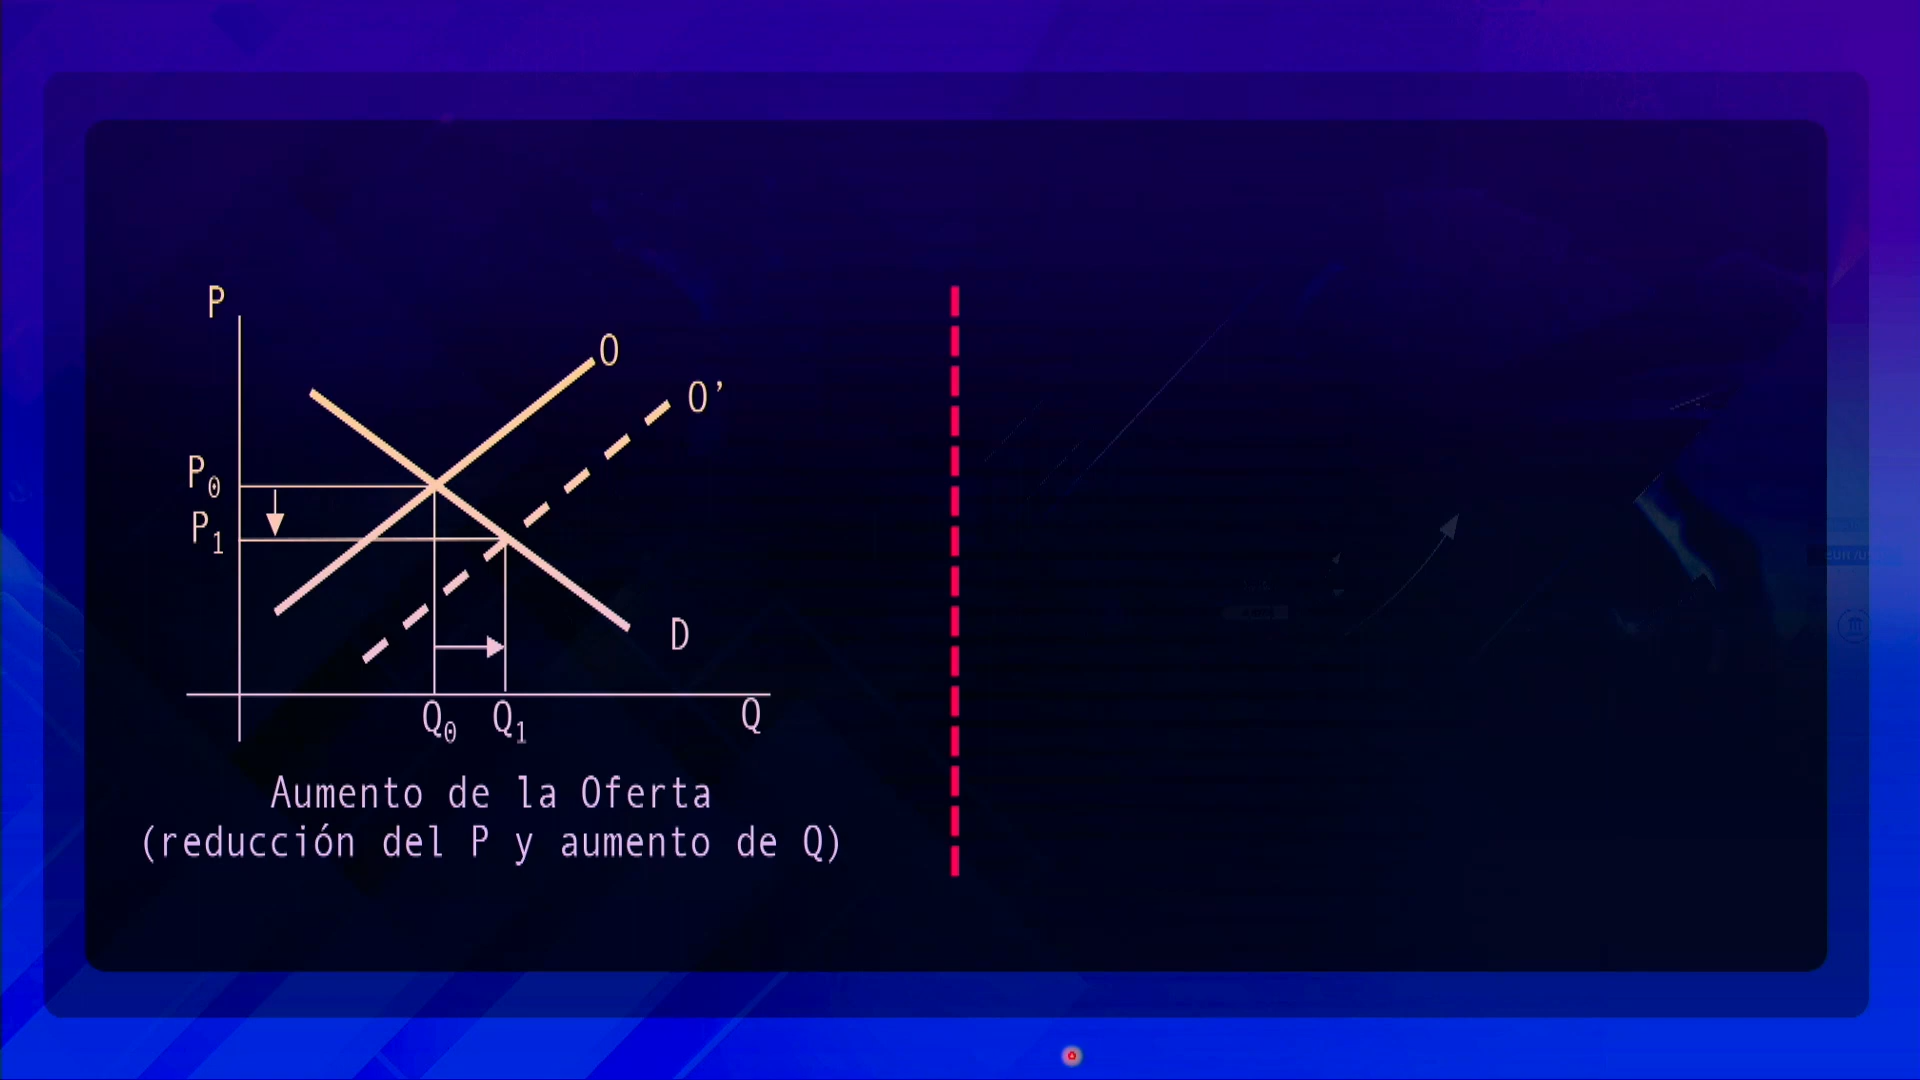 P
O
O’
P0
P1
D
Q0 Q1
Q
Aumento de la Oferta
(reducción del P y aumento de Q)